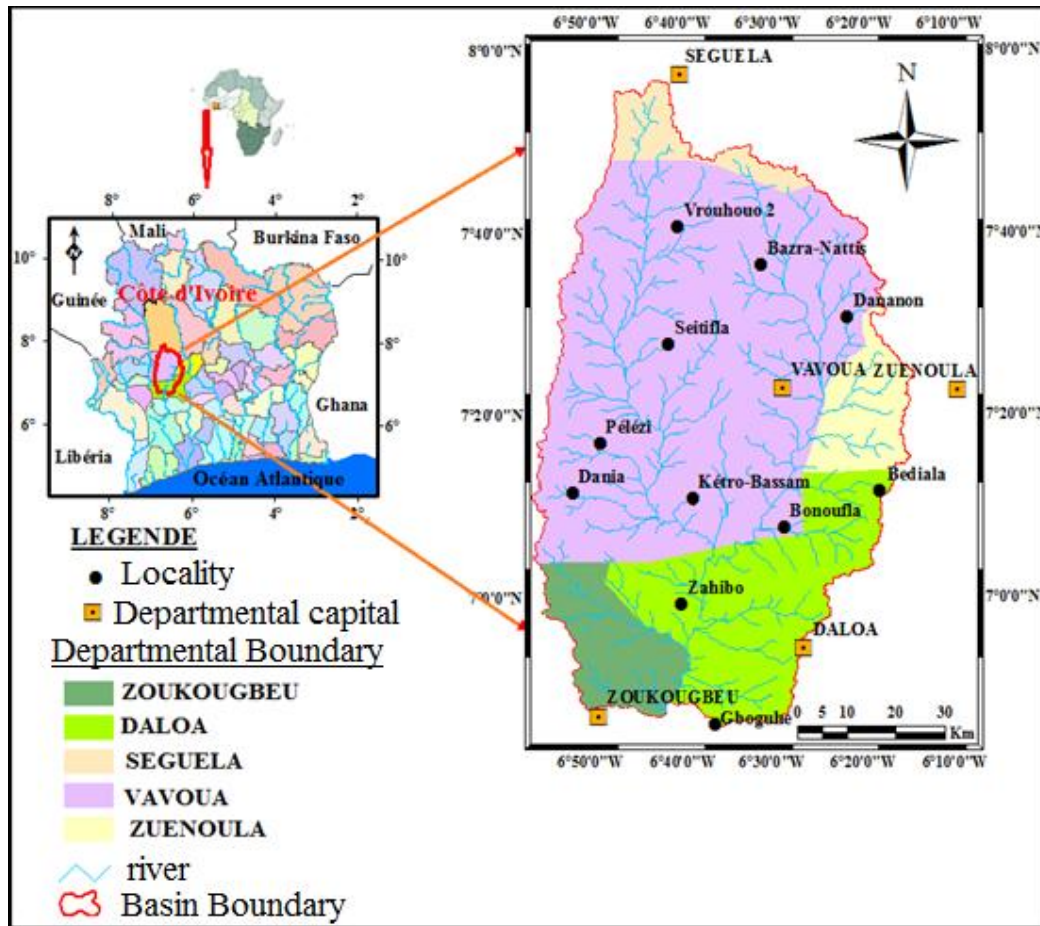 8° 6° 4° 2°
Mali
Burkina Faso
10° 10°
Guinée
Côte d'Ivoire
8° 8°
Ghana
6° 6°
Libéria
Océan Atlantique
8° 6° 4° 2°
N
LEGENDE
Locality
Departmental capital
Departmental Boundary
ZOUKOUGBEU
DALOA
SEGUELA
VAVOUA
ZUENOULA
river
Basin Boundary
6°50'0"W 6°40'0"W 6°30'0"W 6°20'0"W 6°10'0"W
8°0'0"N 8°0'0"N
SEGUELA
N
Vrouhouo 2
7°40'0"N 7°40'0"N
Bazra-Nattis
Dananon
Seitifla
VAVOUA ZUENOULA
7°20'0"N 7°20'0"N
Pélézi
Dania
Kétro-Bassam
Bediala
Bonoufla
Zahibo
7°0'0"N 7°0'0"N
DALOA
ZOUKOUGBEU
Gboguhé
0 5 10 20 30
Km
6°50'0"W 6°40'0"W 6°30'0"W 6°20'0"W 6°10'0"W